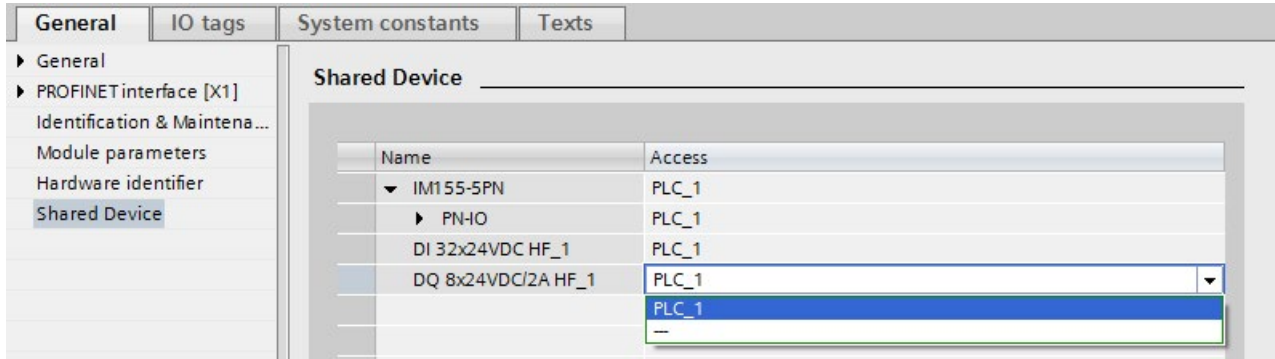 General IO tags System constants Texts
General
PROFINET interface [X1]
Identification & Maintena...
Module parameters
Hardware identifier
Shared Device
Shared Device
Name Access
IM155-5PN PLC_1
PN-IO PLC_1
DI 32x24VDC HF_1 PLC_1
DQ 8x24VDC/2A HF_1 PLC_1
PLC_1
---